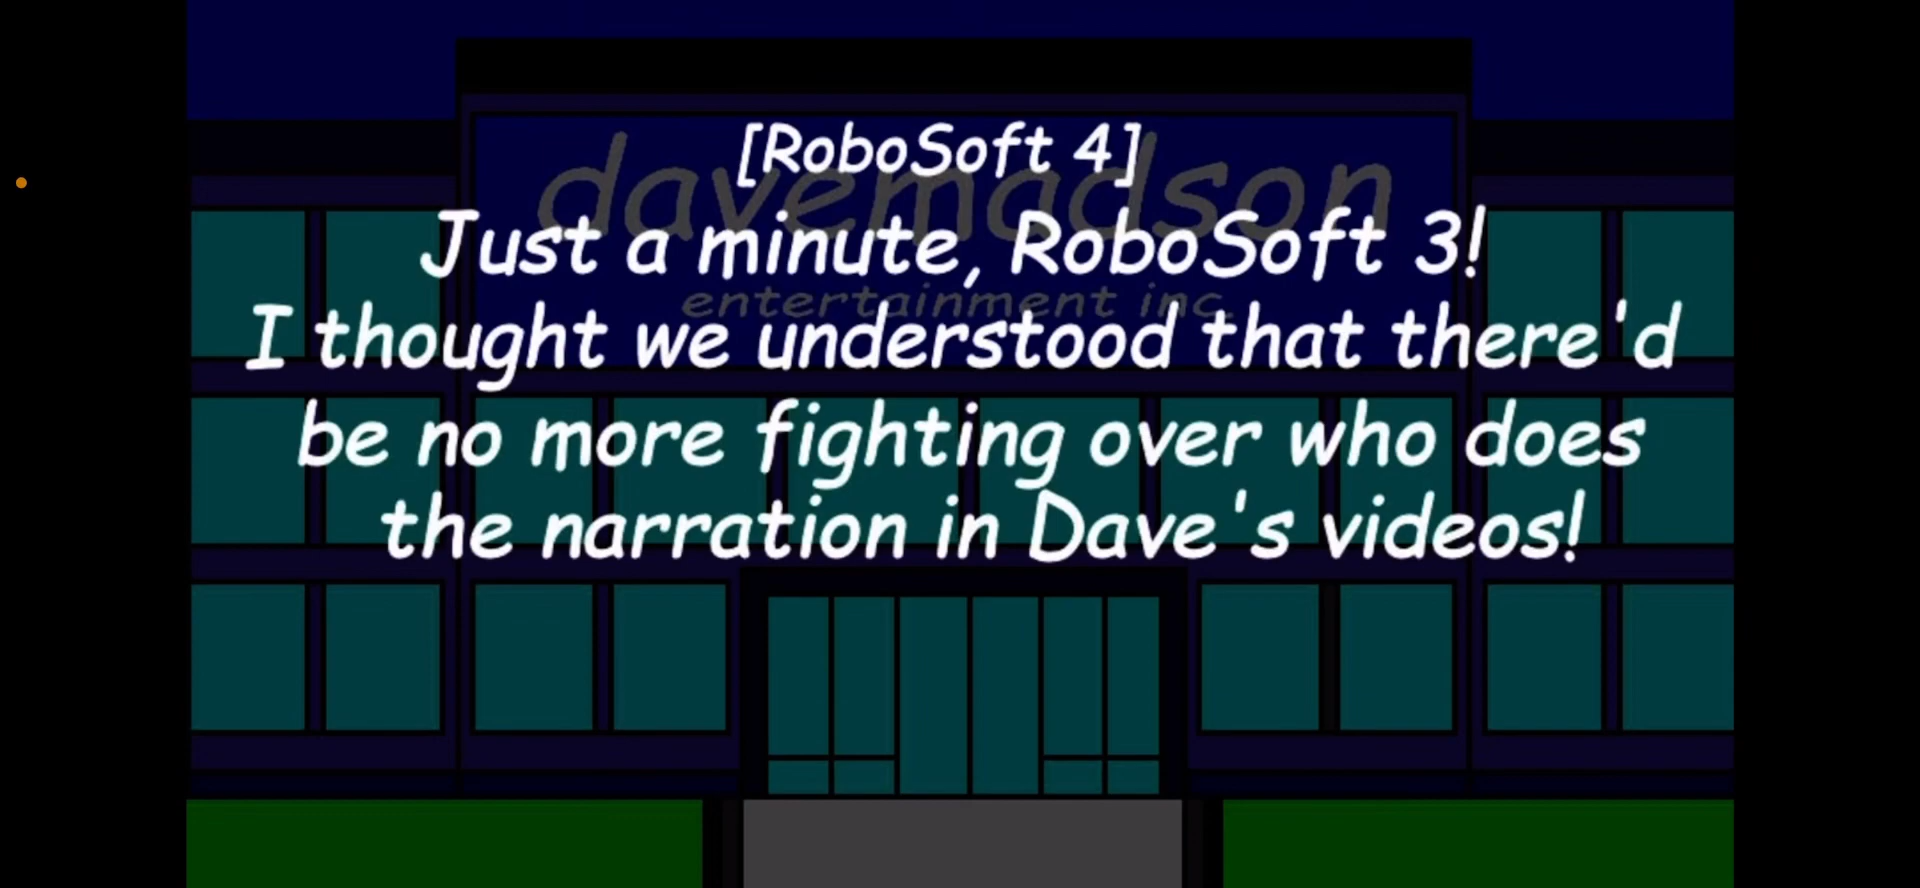 [RoboSoft 4]
davemadson
Just a minute, RoboSoft 3!
entertainment inc.
I thought we understood that there'd
be no more fighting over who does
the narration in Dave's videos!